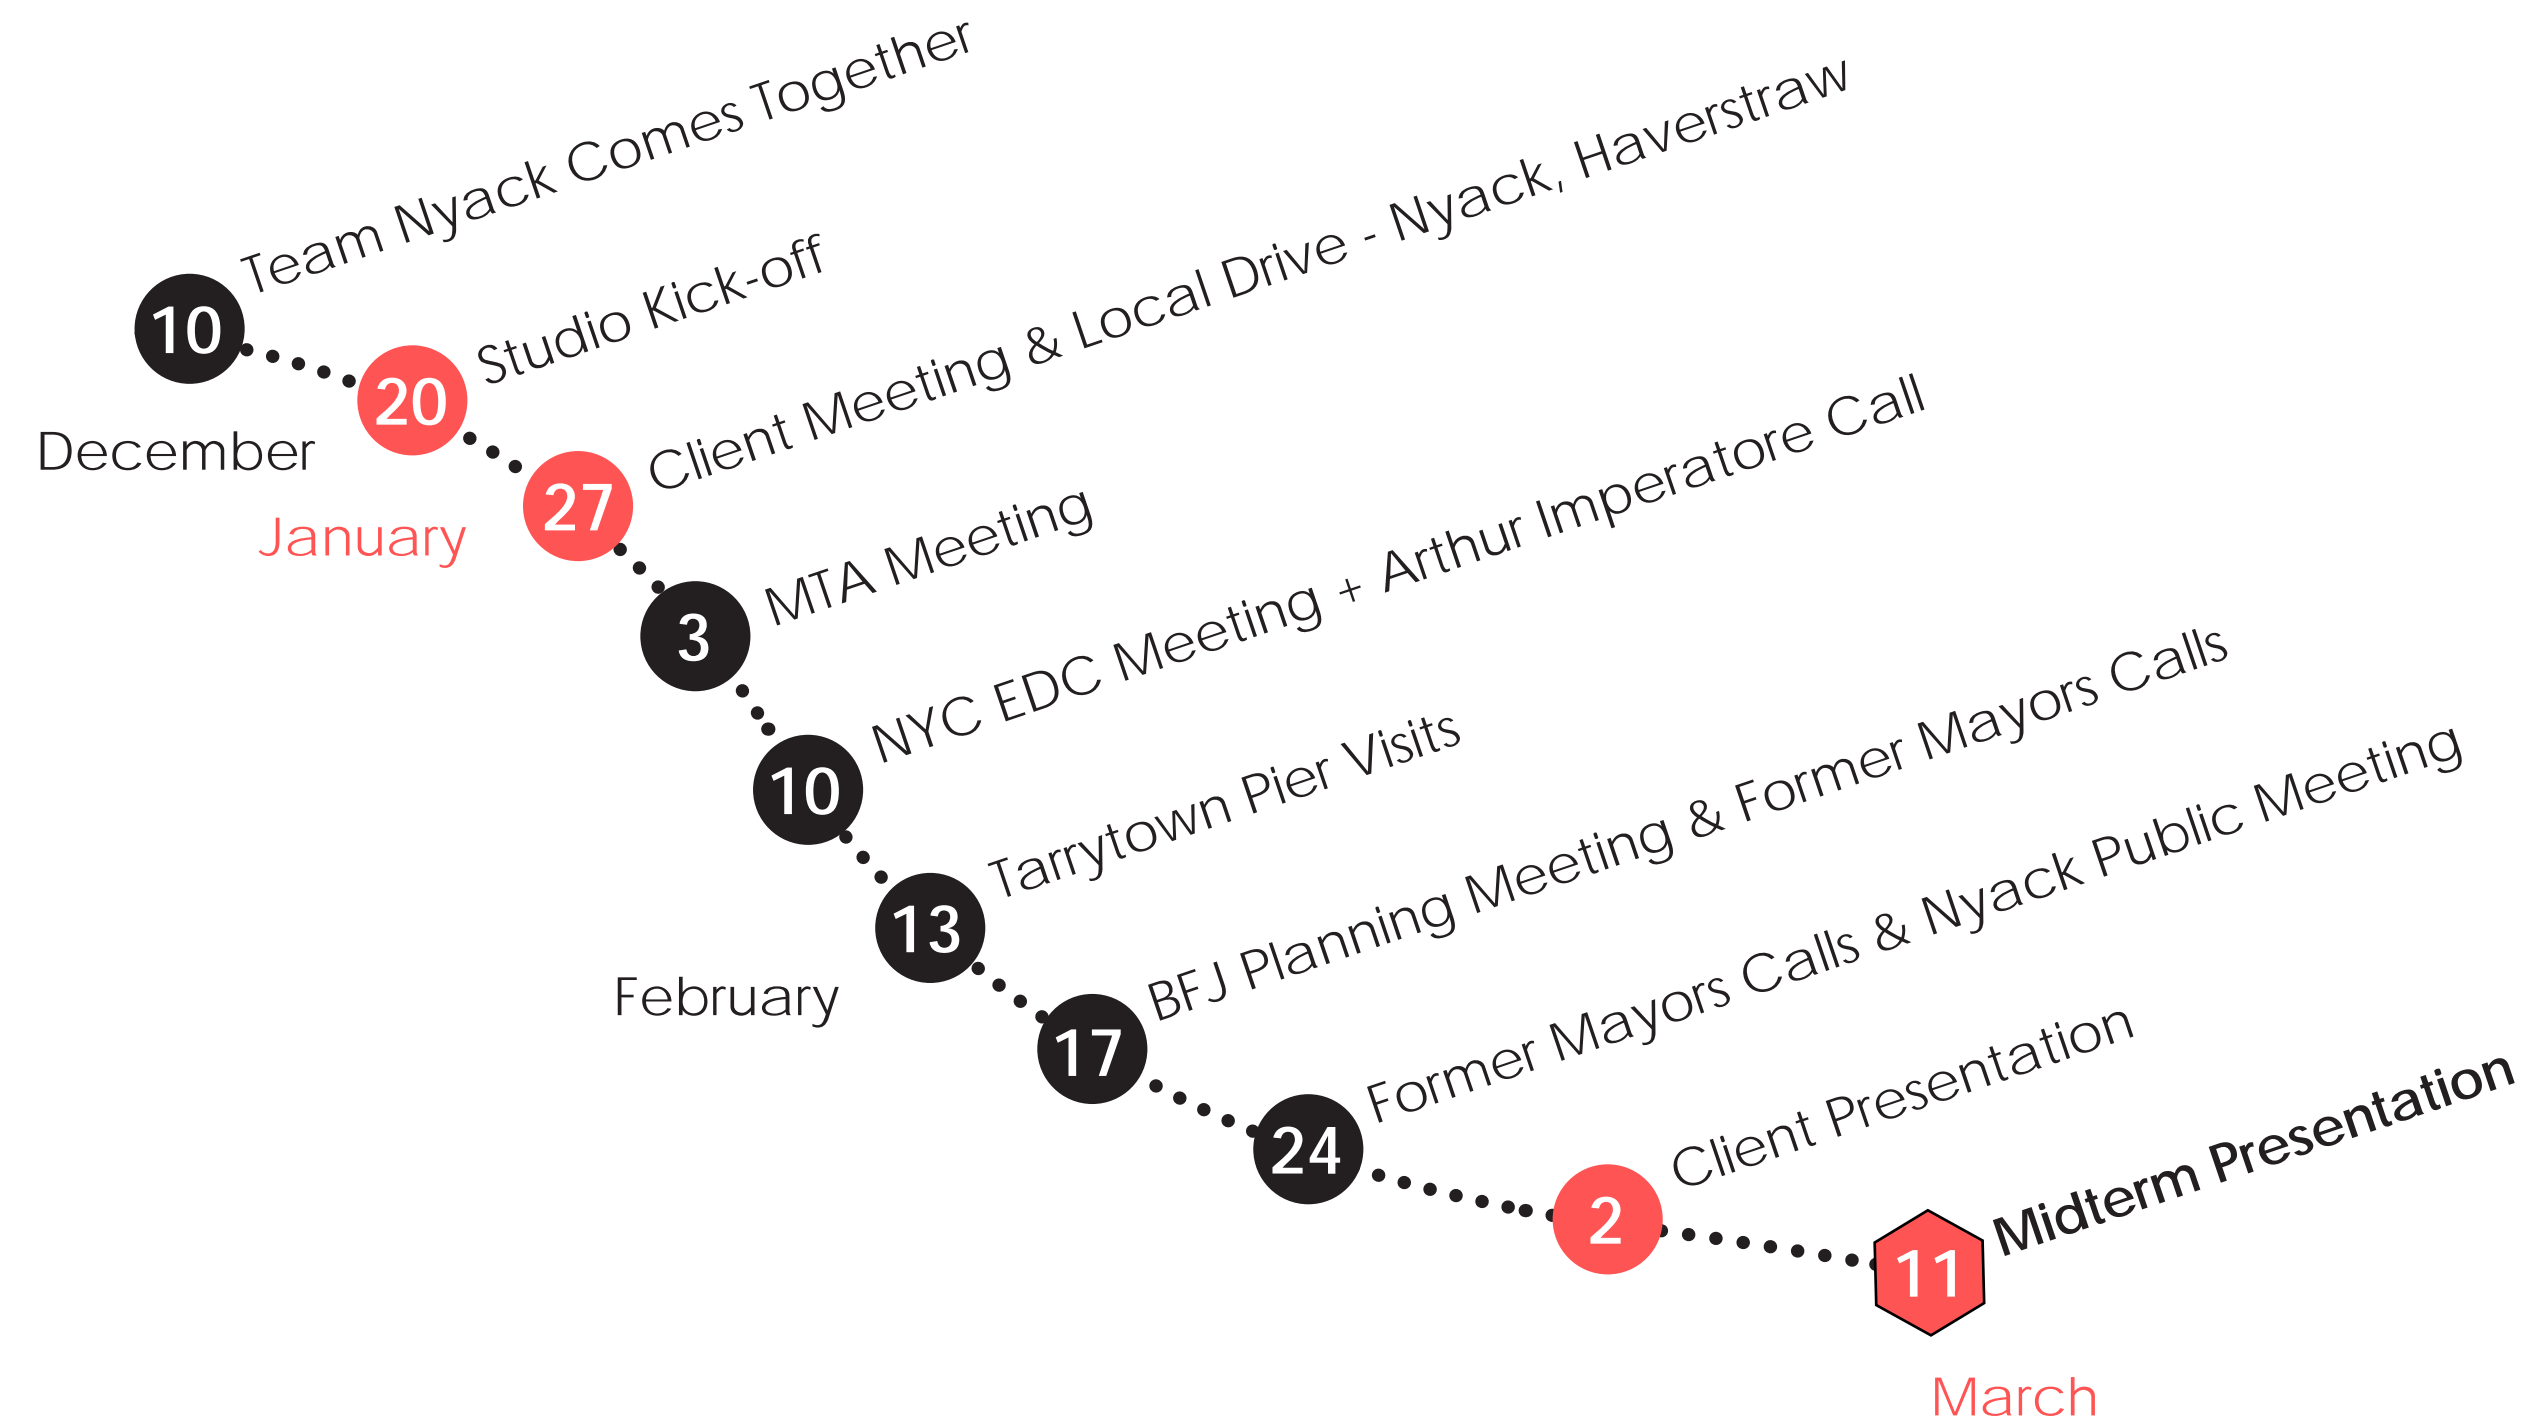 10 Team Nyack Comes Together
December
20 Studio Kick-off
January
27 Client Meeting & Local Drive - Nyack, Haverstraw
3 MTA Meeting
10 NYC EDC Meeting + Arthur Imperatore Call
13 Tarrytown Pier Visits
February
17 BFJ Planning Meeting & Former Mayors Calls
24 Former Mayors Calls & Nyack Public Meeting
2 Client Presentation
11 Midterm Presentation
March